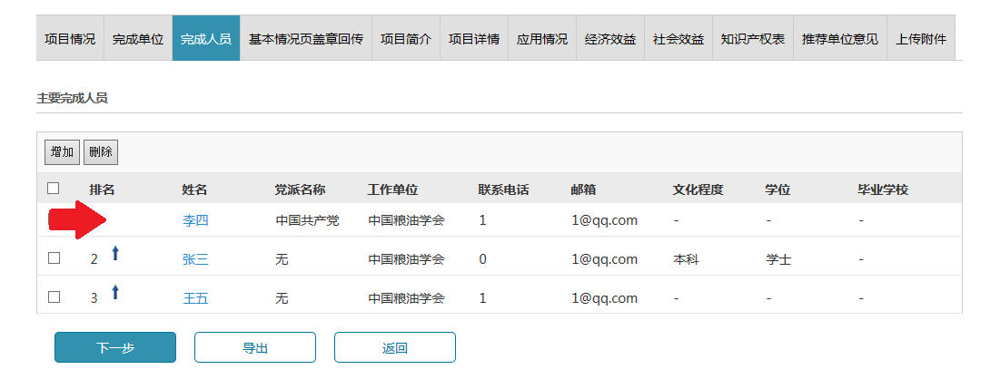 项目情况 完成单位 完成人员 基本情况页盖章回传 项目简介 项目详情 应用情况 经济效益 社会效益 知识产权表 推荐单位意见 上传附件
主要完成人员
增加 删除
排名 姓名 党派名称 工作单位 联系电话 邮箱 文化程度 学位 毕业学校
李四 中国共产党 中国粮油学会 1 1@qq.com - - -
2 张三 无 中国粮油学会 0 1@qq.com 本科 学士 -
3 王五 无 中国粮油学会 1 1@qq.com - - -
下一步 导出 返回